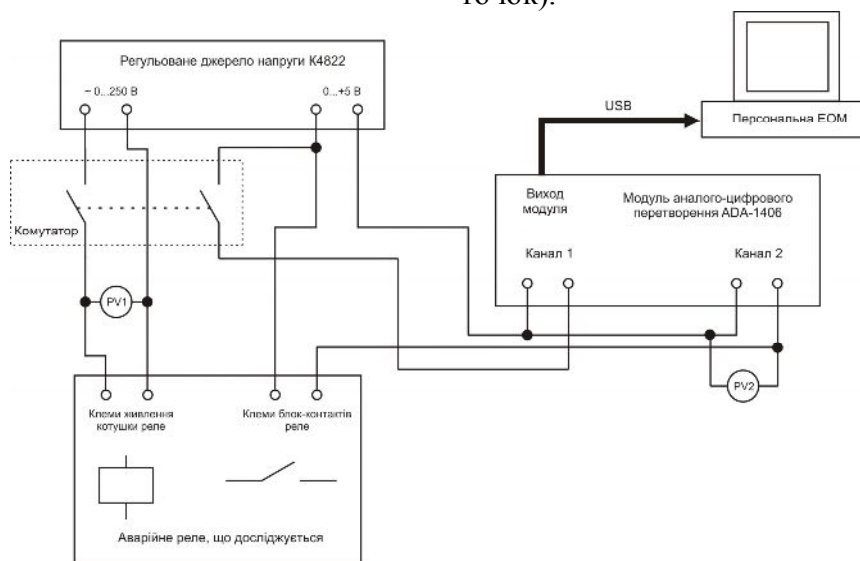 точок).
Регульоване джерело напруги К4822
~ 0...250 В
0...+5 В
USB
Персональна ЕОМ
Вихід
модуля
Модуль аналого-цифрового
перетворення ADA-1406
Комутатор
Канал 1
Канал 2
PV1
PV2
Клеми живлення
котушки реле
Клеми блок-контактів
реле
Аварійне реле, що досліджується